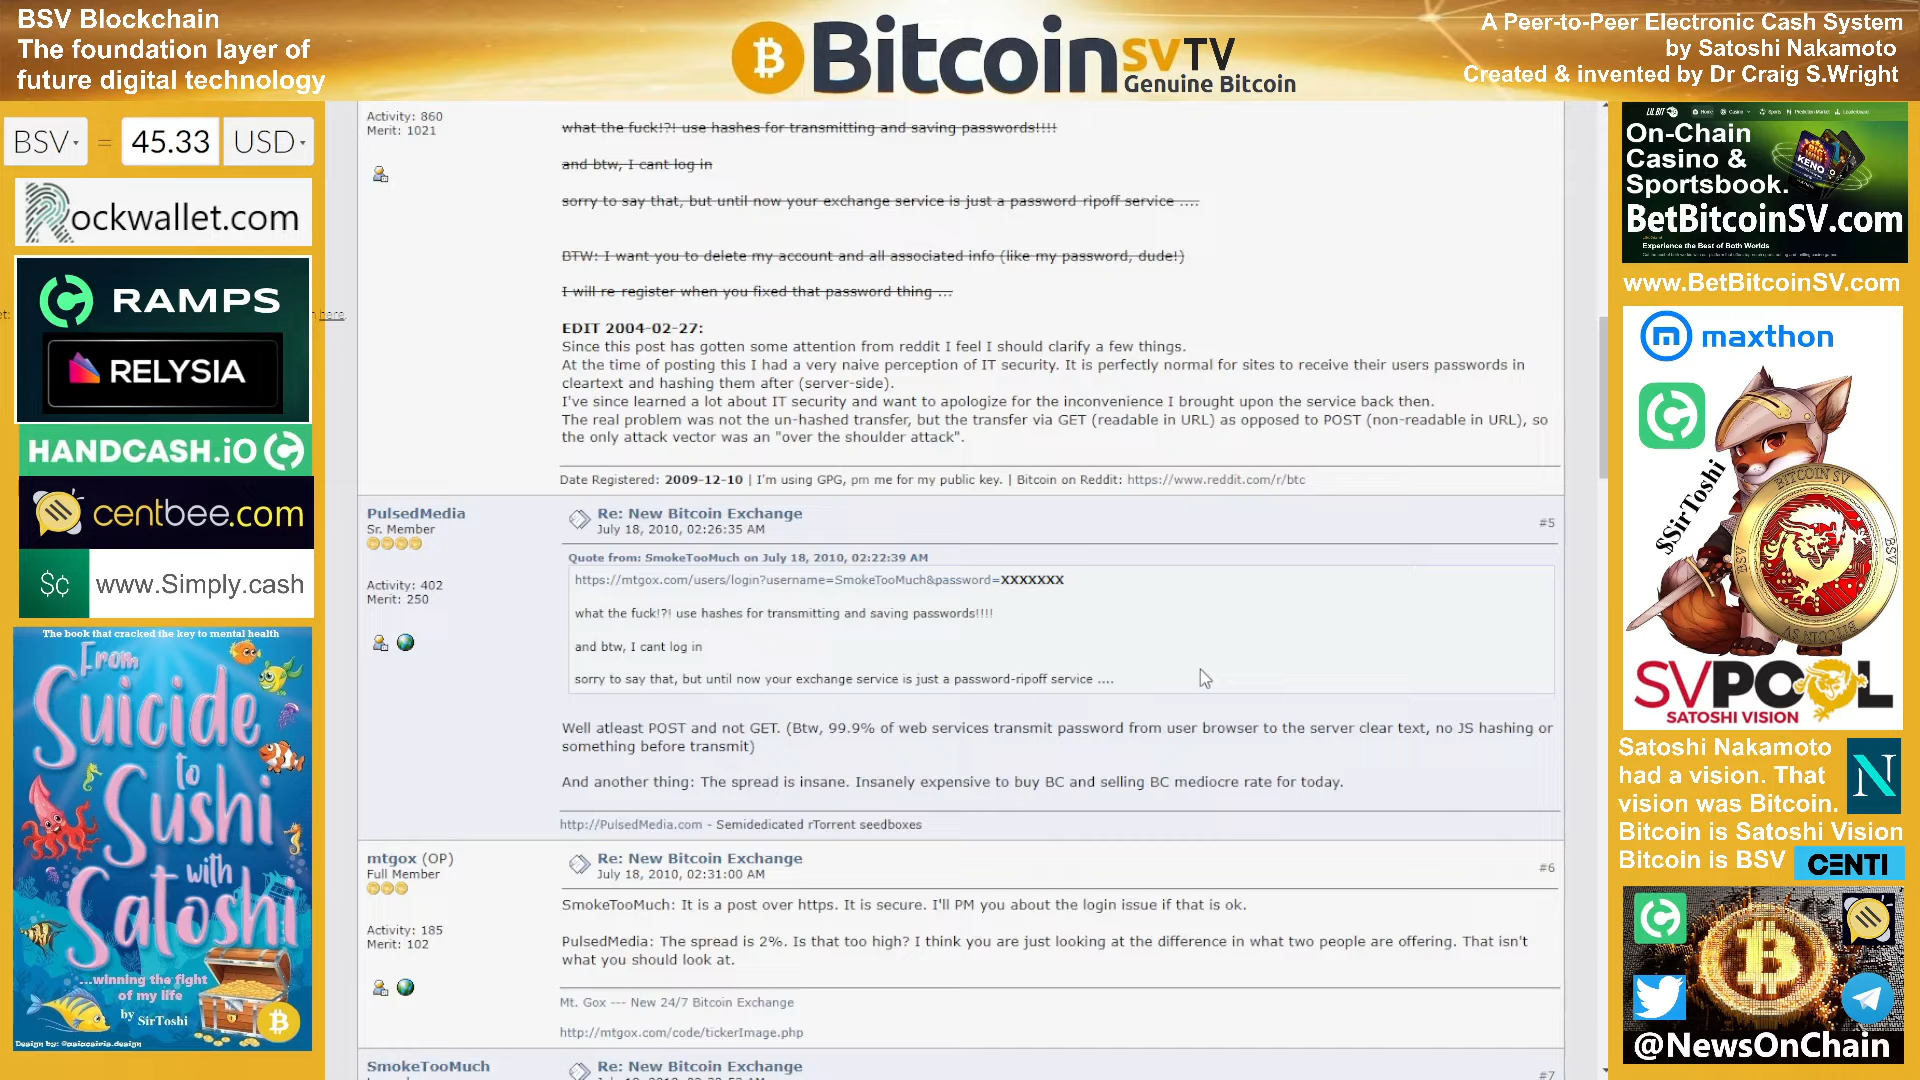 BSV Blockchain
The foundation layer of
future digital technology
Bitcoin SVTV
Genuine Bitcoin
A Peer-to-Peer Electronic Cash System
by Satoshi Nakamoto
Created & invented by Dr Craig S.Wright
BSV = 45.33 USD
Rockwallet.com
RAMPS
RELYSIA
HANDCASH.iO
centbee.com
$c www.Simply.cash
The book that cracked the key to mental health
From
Suicide
to
Sushi
with
Satoshi
...winning the fight
of my life
by SirToshi
here
Activity: 860
Merit: 1021
what the fuck!?! use hashes for transmitting and saving passwords!!!!
and btw, I cant log in
sorry to say that, but until now your exchange service is just a password ripoff service ....
BTW: I want you to delete my account and all associated info (like my password, dude!)
I will re register when you fixed that password thing ...
EDIT 2004-02-27:
Since this post has gotten some attention from reddit I feel I should clarify a few things.
At the time of posting this I had a very naive perception of IT security. It is perfectly normal for sites to receive their users passwords in
cleartext and hashing them after (server-side).
I've since learned a lot about IT security and want to apologize for the inconvenience I brought upon the service back then.
The real problem was not the un-hashed transfer, but the transfer via GET (readable in URL) as opposed to POST (non-readable in URL), so
the only attack vector was an "over the shoulder attack".
Date Registered: 2009-12-10 | I'm using GPG, pm me for my public key. | Bitcoin on Reddit: https://www.reddit.com/r/btc
PulsedMedia
Sr. Member
Activity: 402
Merit: 250
Re: New Bitcoin Exchange
July 18, 2010, 02:26:35 AM
#5
Quote from: SmokeTooMuch on July 18, 2010, 02:22:39 AM
https://mtgox.com/users/login?username=SmokeTooMuch&password=XXXXXXX
what the fuck!?! use hashes for transmitting and saving passwords!!!!
and btw, I cant log in
sorry to say that, but until now your exchange service is just a password-ripoff service ....
Well atleast POST and not GET. (Btw, 99.9% of web services transmit password from user browser to the server clear text, no JS hashing or
something before transmit)
And another thing: The spread is insane. Insanely expensive to buy BC and selling BC mediocre rate for today.
http://PulsedMedia.com - Semidedicated rTorrent seedboxes
mtgox (OP)
Full Member
Activity: 185
Merit: 102
Re: New Bitcoin Exchange
July 18, 2010, 02:31:00 AM
#6
SmokeTooMuch: It is a post over https. It is secure. I'll PM you about the login issue if that is ok.
PulsedMedia: The spread is 2%. Is that too high? I think you are just looking at the difference in what two people are offering. That isn't
what you should look at.
Mt. Gox --- New 24/7 Bitcoin Exchange
http://mtgox.com/code/tickerImage.php
SmokeTooMuch
Re: New Bitcoin Exchange
#7
LIL BIT
On-Chain
Casino &
Sportsbook.
BetBitcoinSV.com
Experience the Best of Both Worlds
KENO
www.BetBitcoinSV.com
maxthon
$SirToshi
BITCOIN SV
BSV
SVPOOL
SATOSHI VISION
Satoshi Nakamoto
had a vision. That
vision was Bitcoin.
Bitcoin is Satoshi Vision
Bitcoin is BSV CENTI
@NewsOnChain